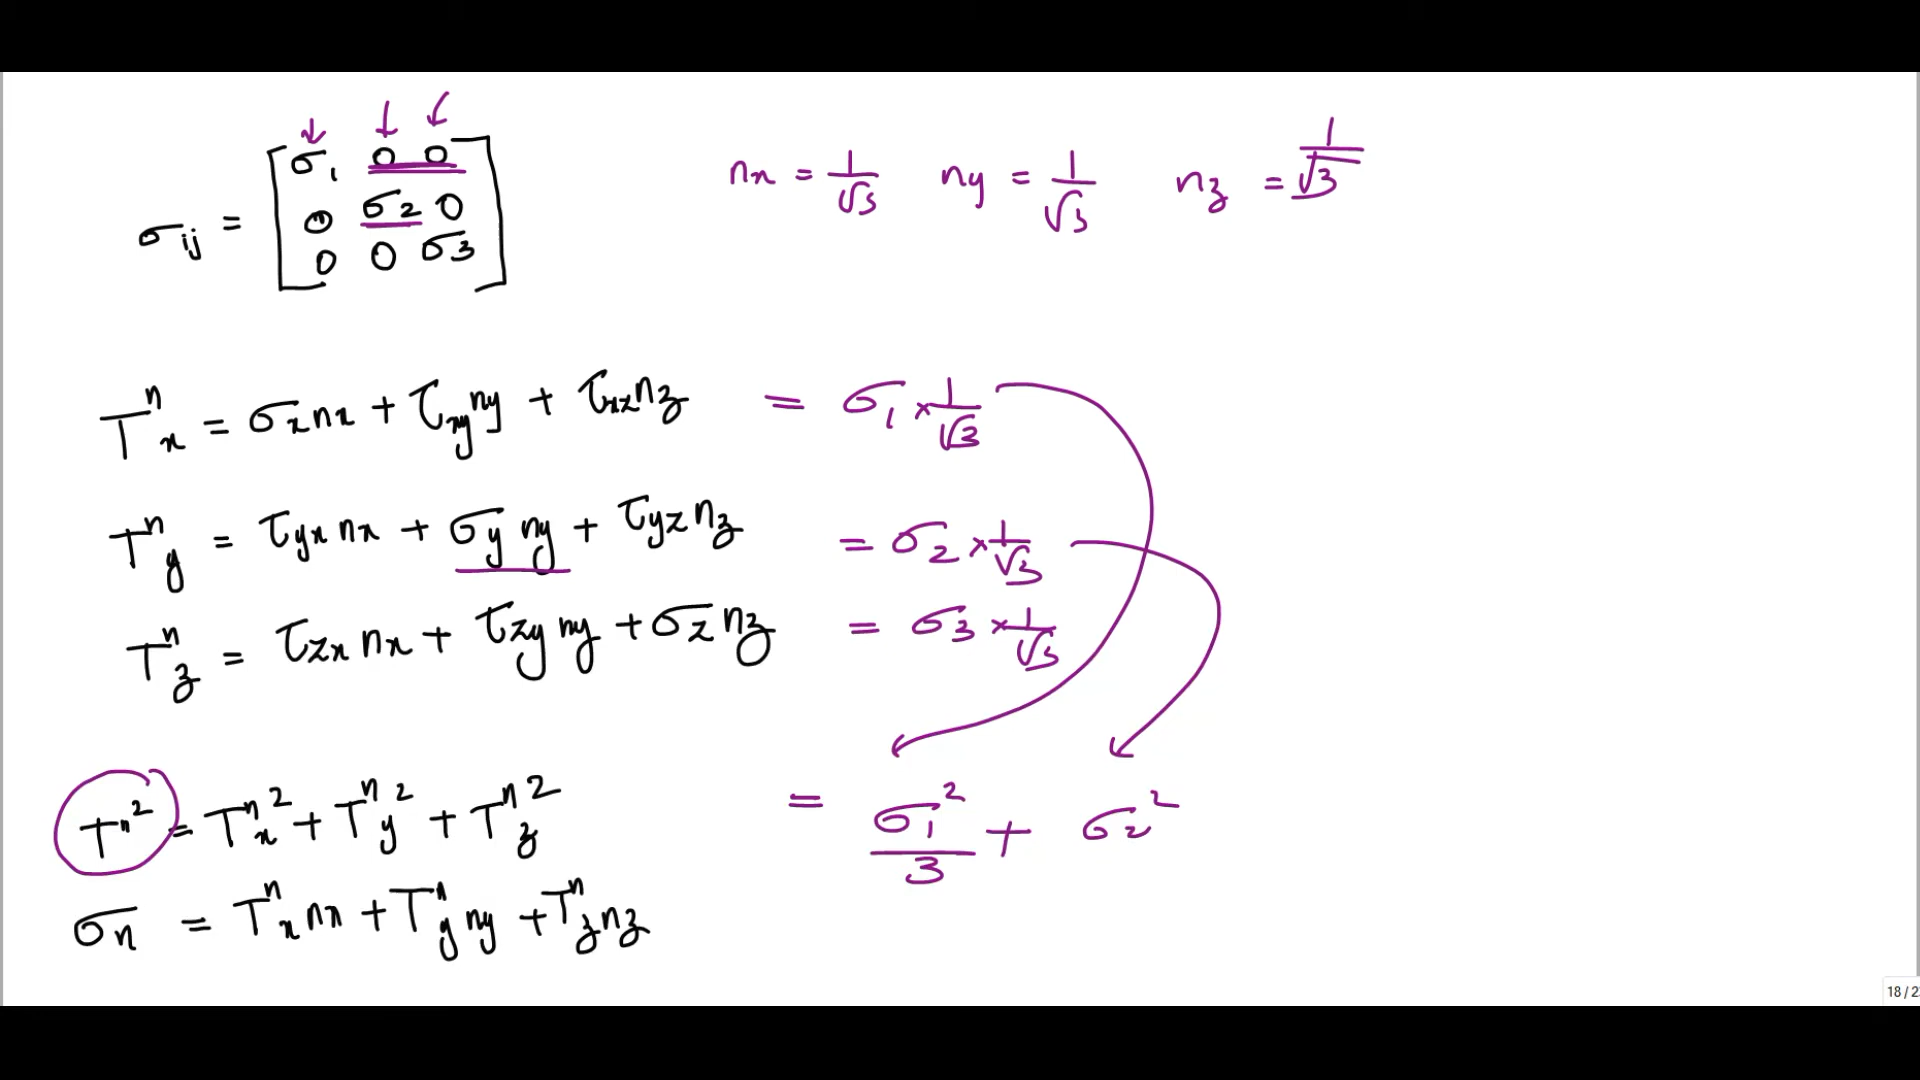 σij = [σ1 0 0
0 σ2 0
0 0 σ3]
nx = 1/√3 ny = 1/√3 nz = 1/√3
T^n_x = σx nx + τxy ny + τxz nz = σ1 × 1/√3
T^n_y = τyx nx + σy ny + τyz nz = σ2 × 1/√3
T^n_z = τzx nx + τzy ny + σz nz = σ3 × 1/√3
T^n² = T^n_x² + T^n_y² + T^n_z² = σ1²/3 + σ2²
σn = T^n_x nx + T^n_y ny + T^n_z nz